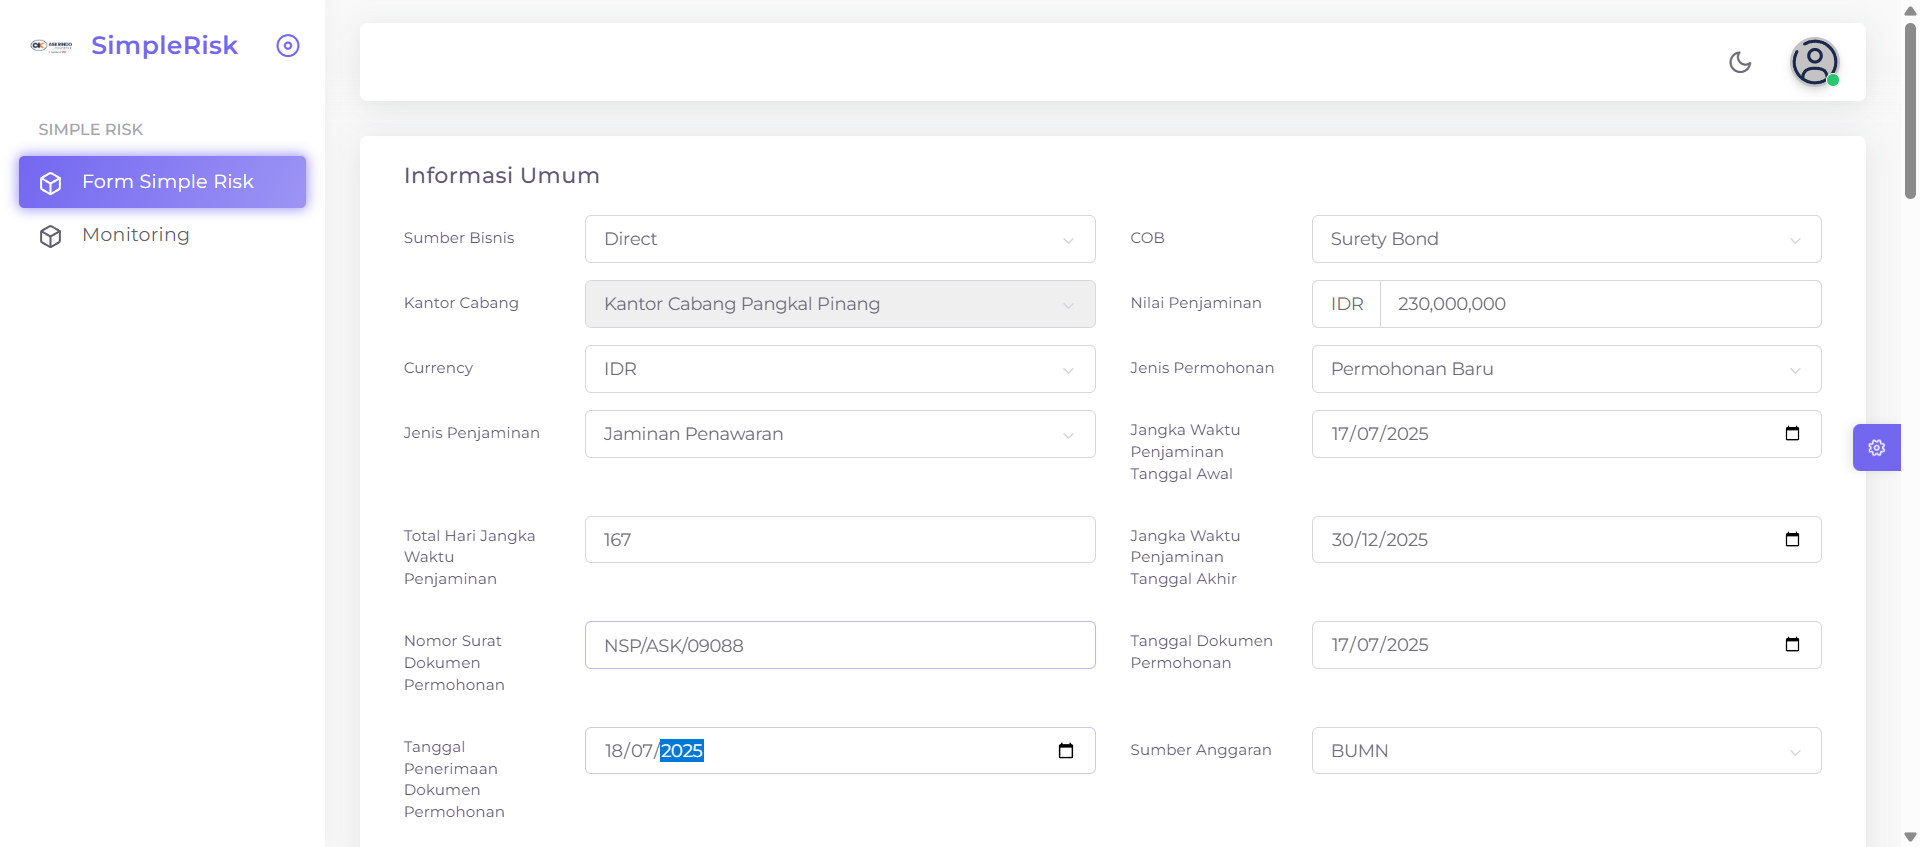 ASKRINDO
SimpleRisk
SIMPLE RISK
Form Simple Risk
Monitoring
Informasi Umum
Sumber Bisnis
Direct
COB
Surety Bond
Kantor Cabang
Kantor Cabang Pangkal Pinang
Nilai Penjaminan
IDR
230,000,000
Currency
IDR
Jenis Permohonan
Permohonan Baru
Jenis Penjaminan
Jaminan Penawaran
Jangka Waktu
Penjaminan
Tanggal Awal
17/07/2025
Total Hari Jangka
Waktu
Penjaminan
167
Jangka Waktu
Penjaminan
Tanggal Akhir
30/12/2025
Nomor Surat
Dokumen
Permohonan
NSP/ASK/09088
Tanggal Dokumen
Permohonan
17/07/2025
Tanggal
Penerimaan
Dokumen
Permohonan
18/07/2025
Sumber Anggaran
BUMN